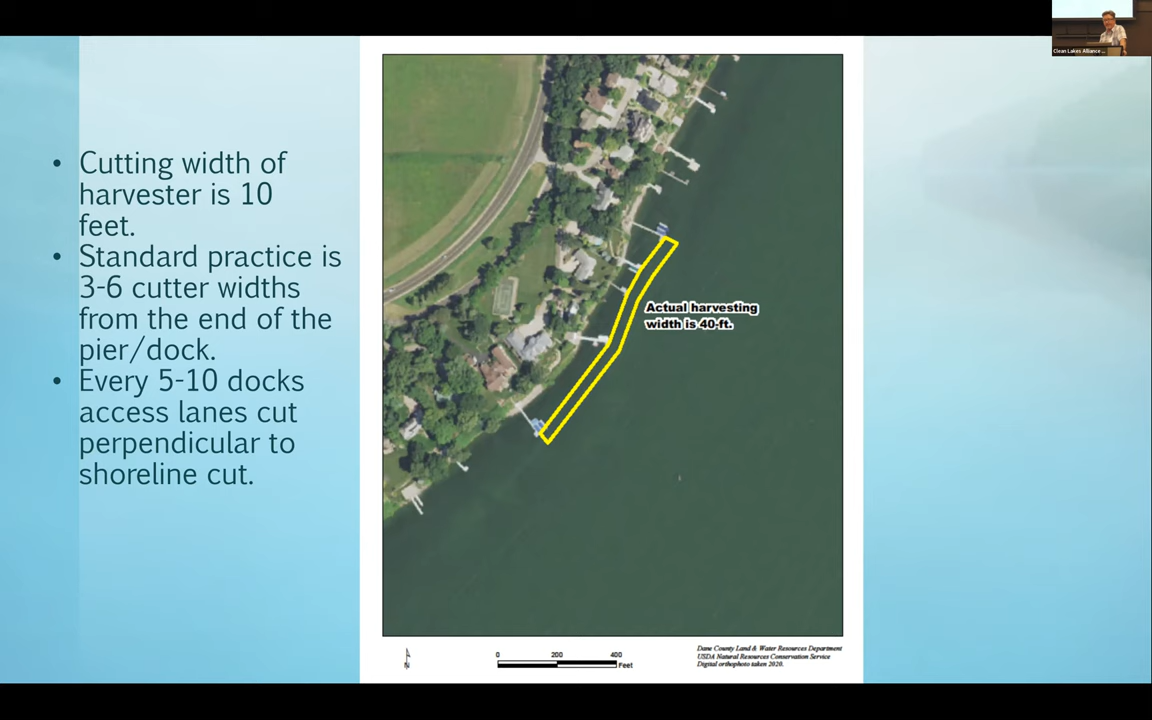 Clean Lakes Alliance ...
• Cutting width of
harvester is 10
feet.
• Standard practice is
3-6 cutter widths
from the end of the
pier/dock.
• Every 5-10 docks
access lanes cut
perpendicular to
shoreline cut.
Actual harvesting
width is 40-ft.
N
0 200 400
Feet
Dane County Land & Water Resources Department
USDA Natural Resources Conservation Service
Digital orthophoto taken 2020.